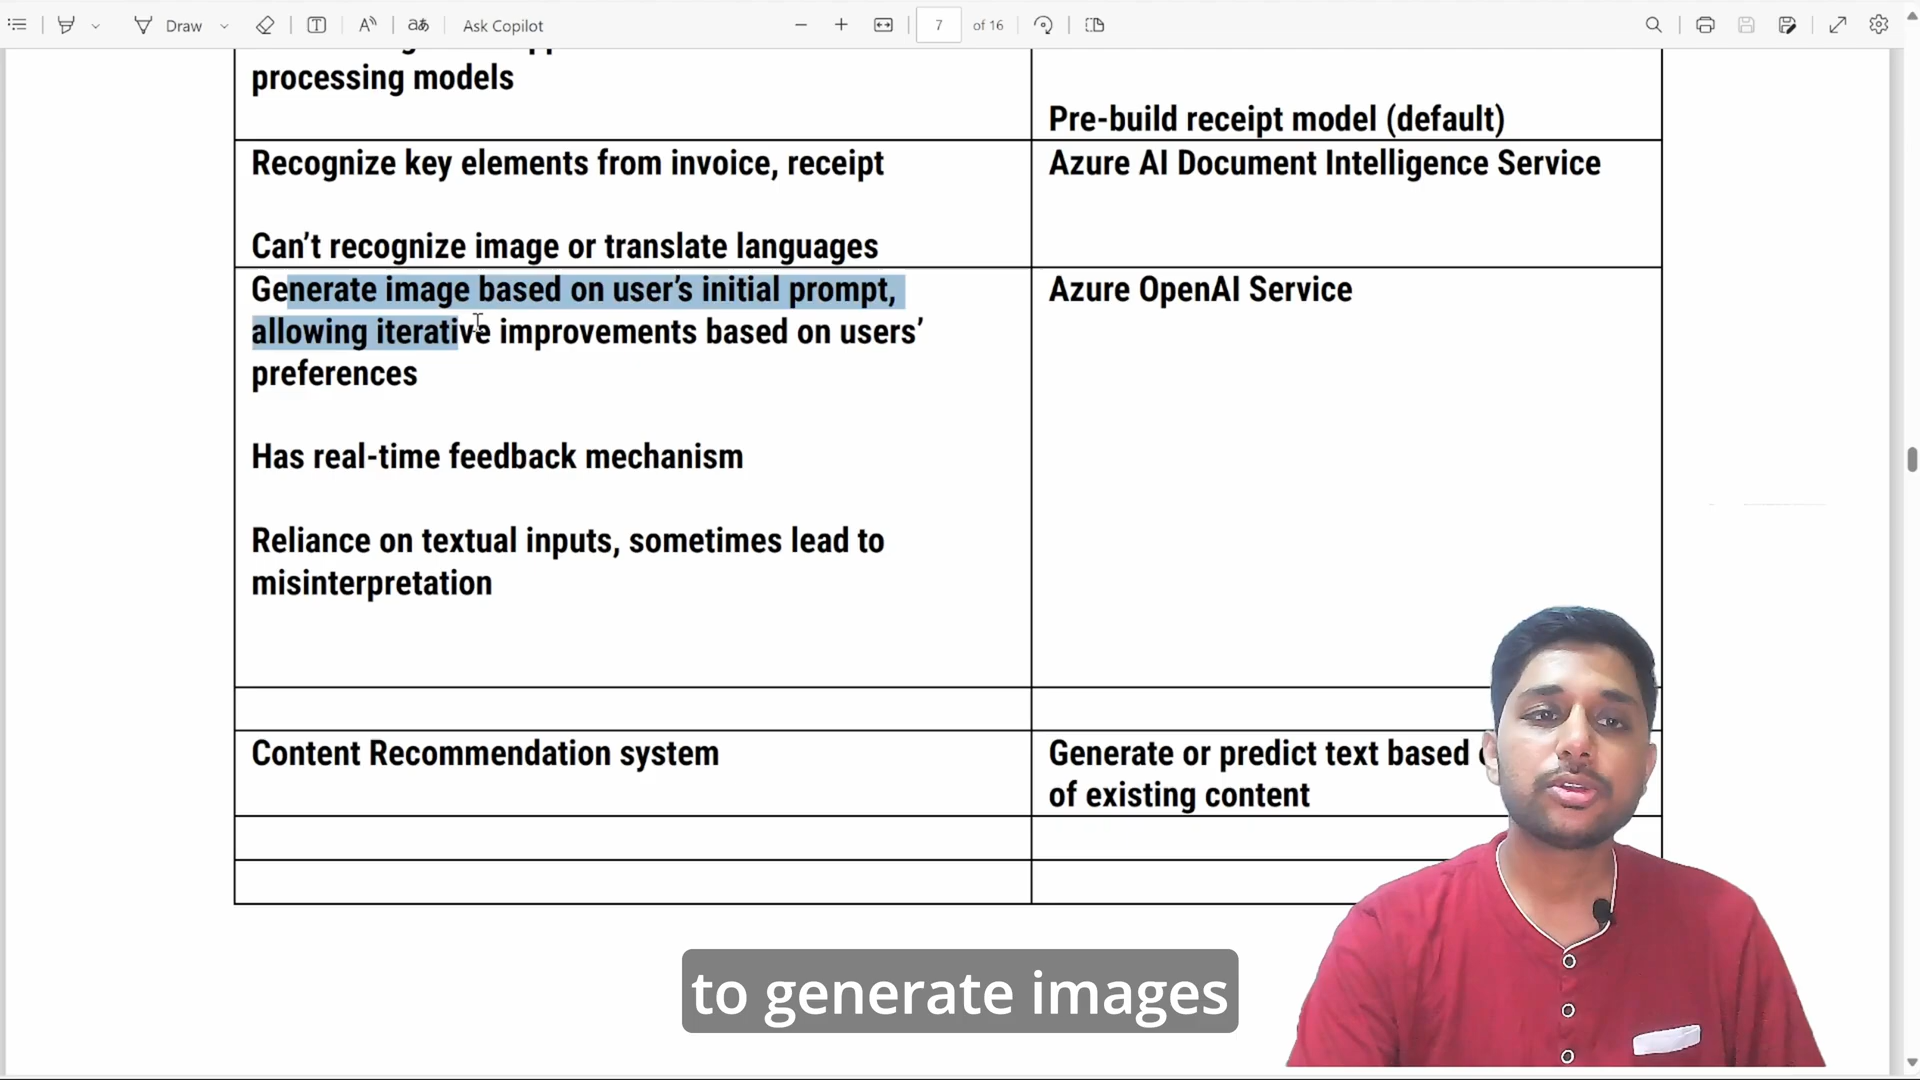 Draw
Ask Copilot
7 of 16
processing models
Pre-build receipt model (default)
Recognize key elements from invoice, receipt
Azure AI Document Intelligence Service
Can't recognize image or translate languages
Generate image based on user's initial prompt,
Azure OpenAI Service
allowing iterative improvements based on users'
preferences
Has real-time feedback mechanism
Reliance on textual inputs, sometimes lead to
misinterpretation
Content Recommendation system
Generate or predict text based
of existing content
to generate images